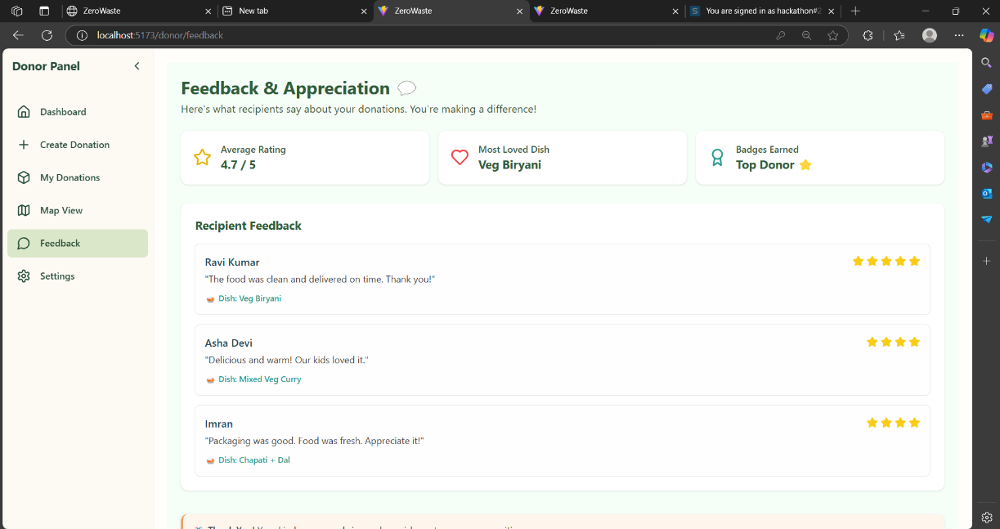 ZeroWaste
New tab
ZeroWaste
ZeroWaste
You are signed in as hackathon#2
localhost:5173/donor/feedback
Donor Panel
Dashboard
Create Donation
My Donations
Map View
Feedback
Settings
Feedback & Appreciation
Here's what recipients say about your donations. You're making a difference!
Average Rating
4.7 / 5
Most Loved Dish
Veg Biryani
Badges Earned
Top Donor
Recipient Feedback
Ravi Kumar
"The food was clean and delivered on time. Thank you!"
Dish: Veg Biryani
Asha Devi
"Delicious and warm! Our kids loved it."
Dish: Mixed Veg Curry
Imran
"Packaging was good. Food was fresh. Appreciate it!"
Dish: Chapati + Dal